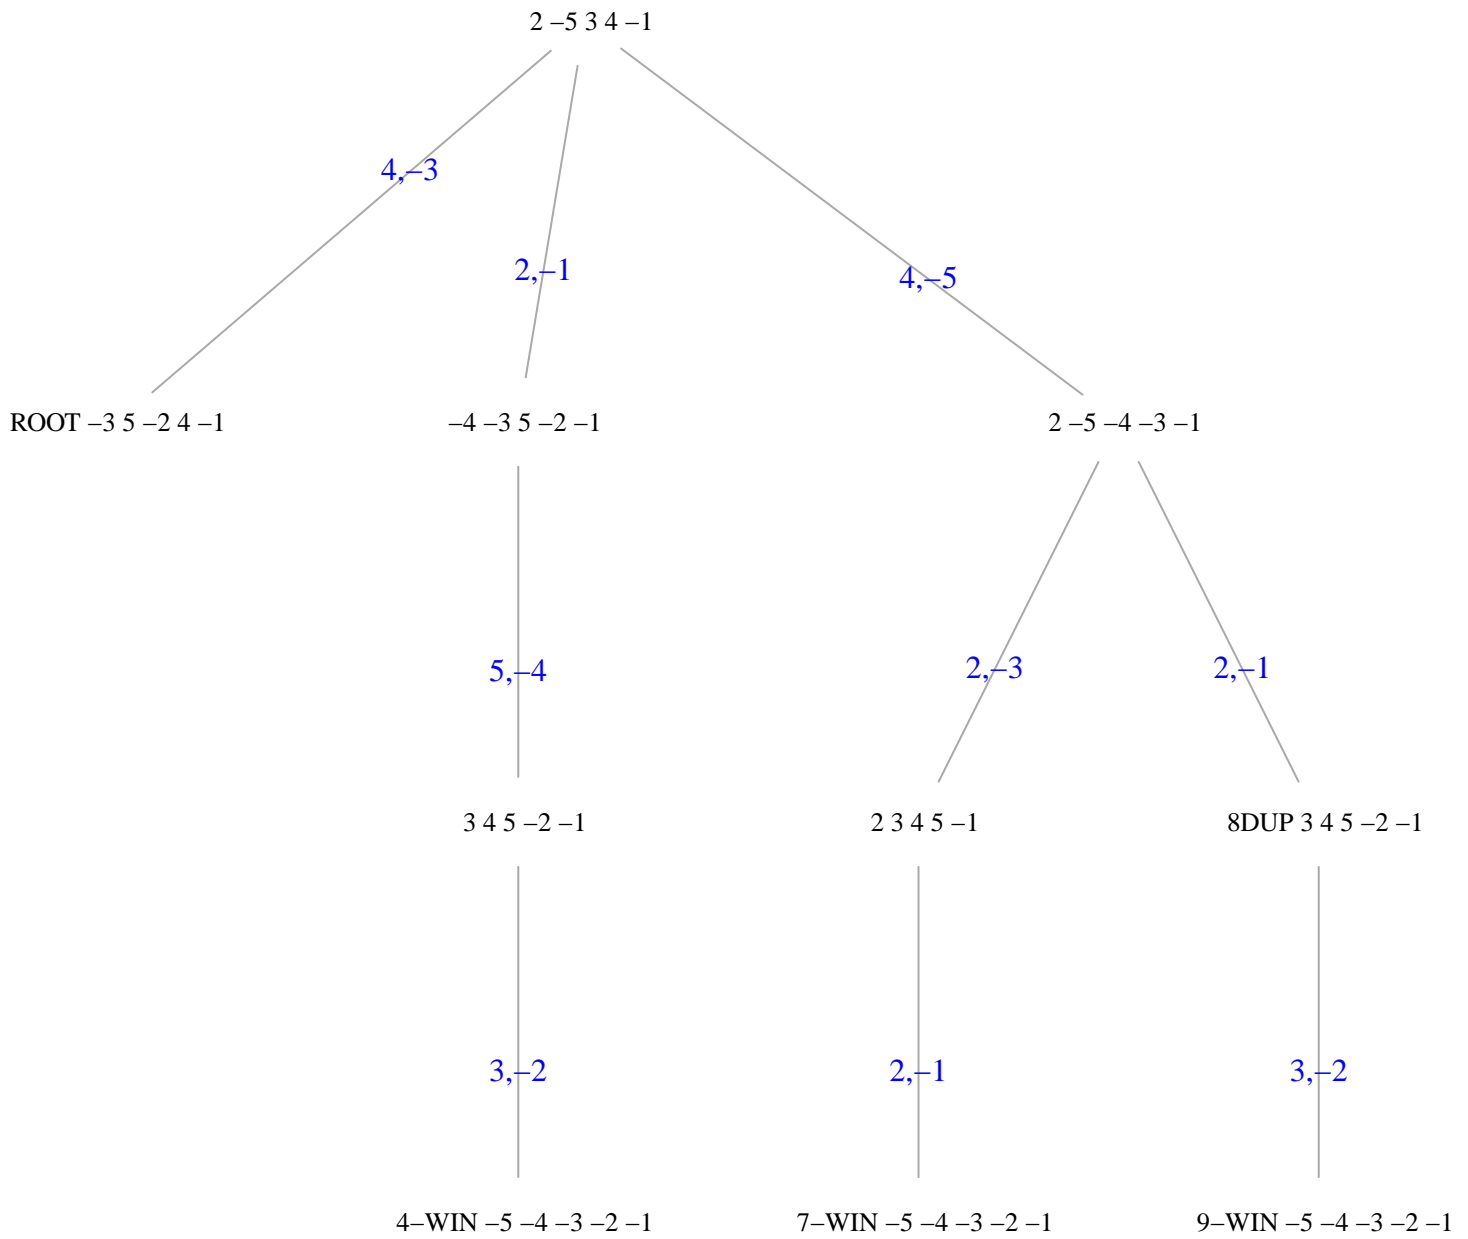 2 –5 3 4 –1
4,–3
2,–1
4,–5
ROOT –3 5 –2 4 –1
–4 –3 5 –2 –1
2 –5 –4 –3 –1
5,–4
2,–3
2,–1
3 4 5 –2 –1
2 3 4 5 –1
8DUP 3 4 5 –2 –1
3,–2
2,–1
3,–2
4–WIN –5 –4 –3 –2 –1
7–WIN –5 –4 –3 –2 –1
9–WIN –5 –4 –3 –2 –1